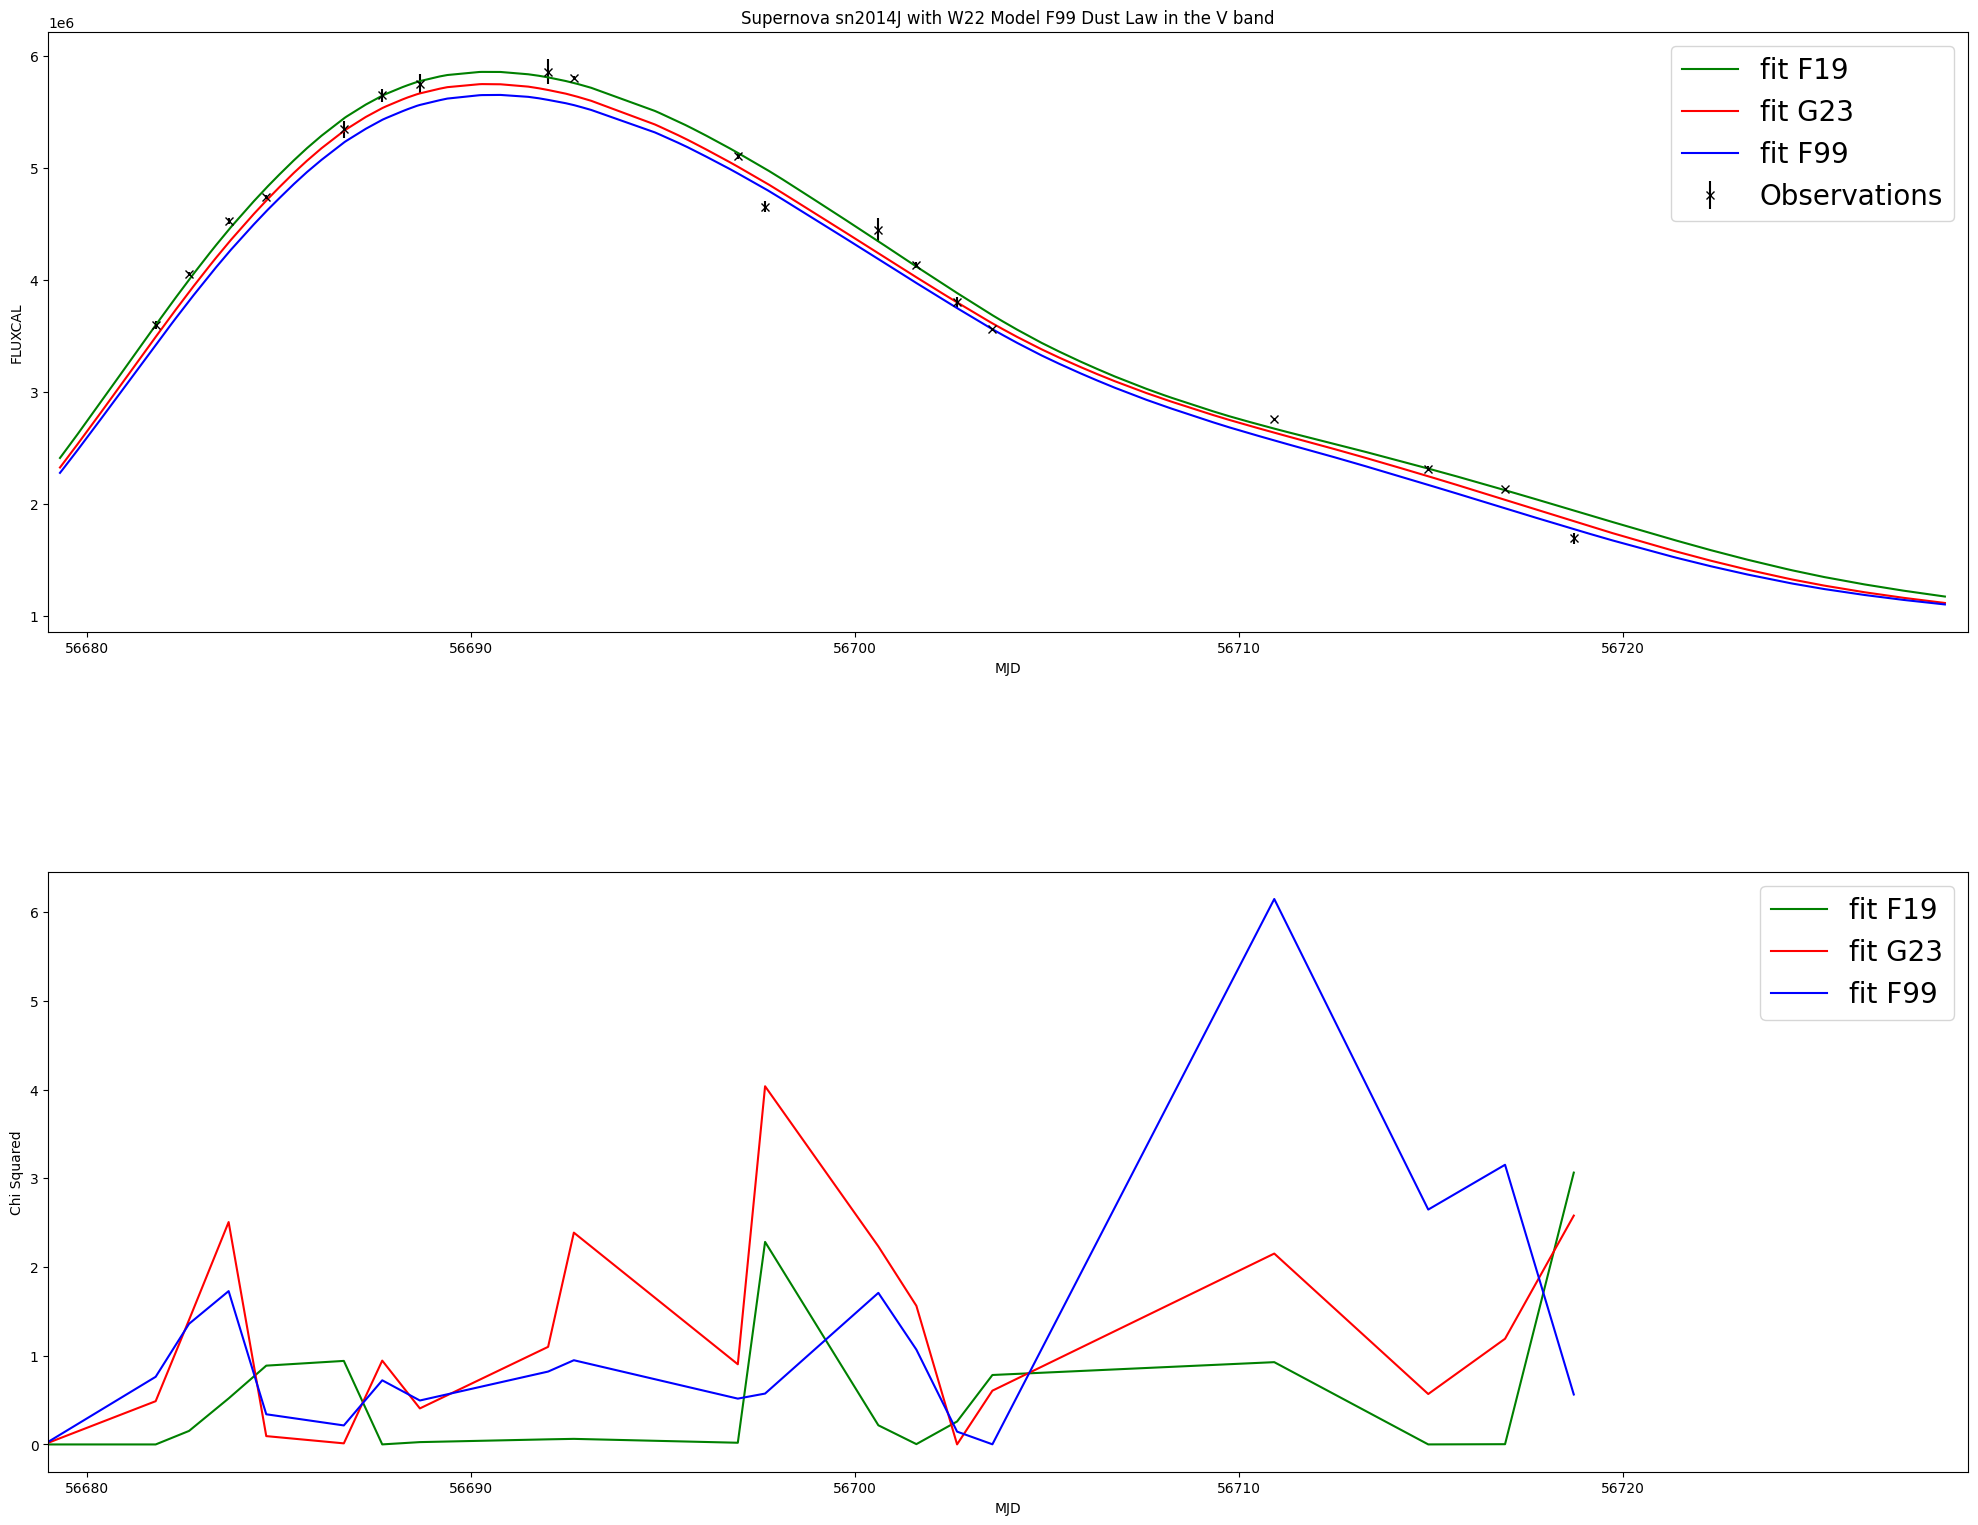 Supernova sn2014J with W22 Model F99 Dust Law in the V band
1e6
6
5
4
3
2
1
FLUXCAL
fit F19
fit G23
fit F99
Observations
56680 56690 56700 56710 56720
MJD
6
5
4
3
2
1
0
Chi Squared
fit F19
fit G23
fit F99
56680 56690 56700 56710 56720
MJD